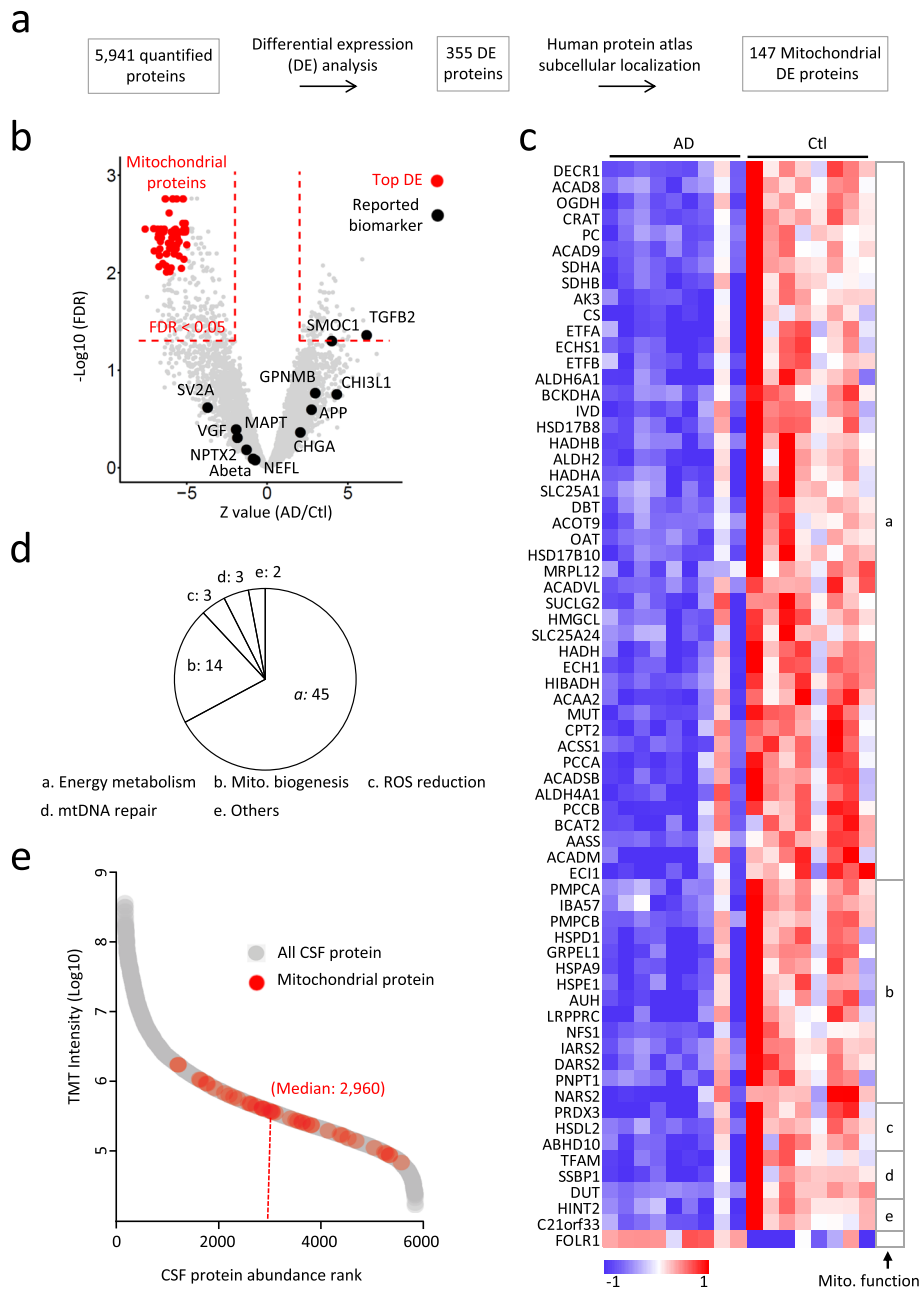 a
5,941 quantified
proteins
Differential expression
(DE) analysis
355 DE
proteins
Human protein atlas
subcellular localization
147 Mitochondrial
DE proteins
b
Mitochondrial
proteins
Top DE
Reported
biomarker
FDR < 0.05
SMOC1
TGFB2
GPNMB
CHI3L1
SV2A
APP
VGF
MAPT
CHGA
NPTX2
Abeta
NEFL
3
2
1
0
-Log10 (FDR)
−5
0
5
Z value (AD/Ctl)
c
AD
Ctl
DECR1
ACAD8
OGDH
CRAT
PC
ACAD9
SDHA
SDHB
AK3
CS
ETFA
ECHS1
ETFB
ALDH6A1
BCKDHA
IVD
HSD17B8
HADHB
ALDH2
HADHA
SLC25A1
DBT
ACOT9
OAT
HSD17B10
MRPL12
ACADVL
SUCLG2
HMGCL
SLC25A24
HADH
ECH1
HIBADH
ACAA2
MUT
CPT2
ACSS1
PCCA
ACADSB
ALDH4A1
PCCB
BCAT2
AASS
ACADM
ECI1
PMPCA
IBA57
PMPCB
HSPD1
GRPEL1
HSPA9
HSPE1
AUH
LRPPRC
NFS1
IARS2
DARS2
PNPT1
NARS2
PRDX3
HSDL2
ABHD10
TFAM
SSBP1
DUT
HINT2
C21orf33
FOLR1
a
b
c
d
e
-1
1
Mito. function
d
d: 3
e: 2
c: 3
b: 14
a: 45
a. Energy metabolism
b. Mito. biogenesis
c. ROS reduction
d. mtDNA repair
e. Others
e
9
8
7
6
5
TMT Intensity (Log10)
All CSF protein
Mitochondrial protein
(Median: 2,960)
0
2000
4000
6000
CSF protein abundance rank